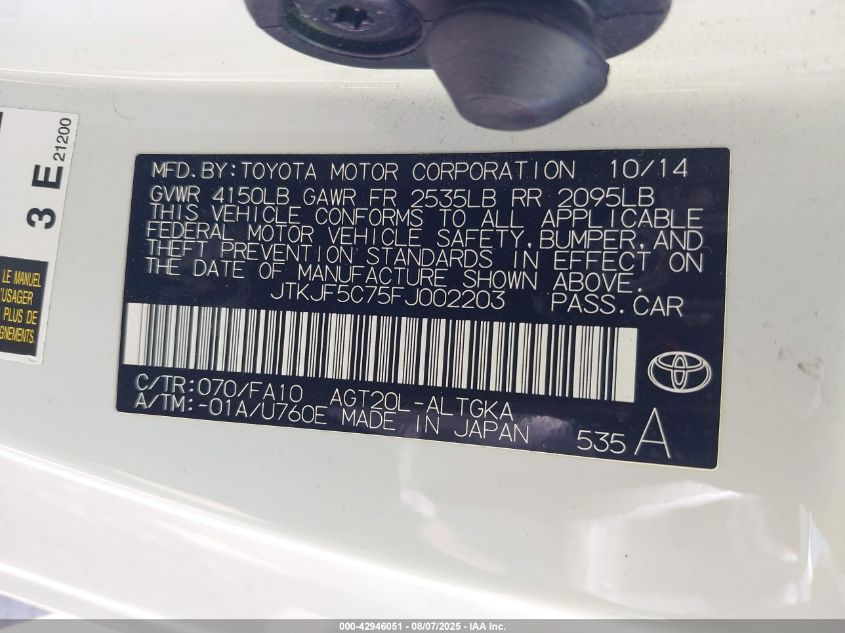 MFD.BY:TOYOTA MOTOR CORPORATION 10/14
GVWR 4150LB GAWR FR 2535LB RR 2095LB
THIS VEHICLE CONFORMS TO ALL APPLICABLE
FEDERAL MOTOR VEHICLE SAFETY,BUMPER,AND
THEFT PREVENTION STANDARDS IN EFFECT ON
THE DATE OF MANUFACTURE SHOWN ABOVE.
JTKJF5C75FJ002203 PASS.CAR
C/TR:070/FA10 AGT20L-ALTGKA
A/TM:-01A/U760E MADE IN JAPAN 535 A
3 E
21200
LE MANUEL
'USAGER
PLUS DE
GNEMENTS.
000-42946051 - 08/07/2025 - IAA Inc.